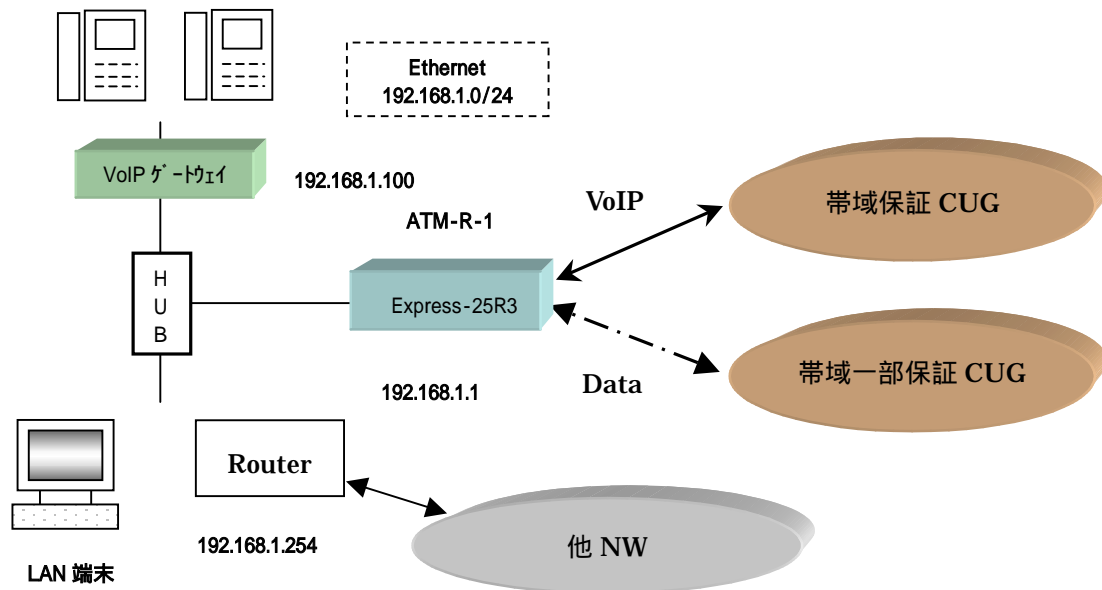 Ethernet
192.168.1.0/24
VoIP ｹﾞｰﾄｳｪｲ
192.168.1.100
ATM-R-1
VoIP
帯域保証 CUG
H
U
B
Express-25R3
192.168.1.1
Data
帯域一部保証 CUG
Router
192.168.1.254
他 NW
LAN 端末